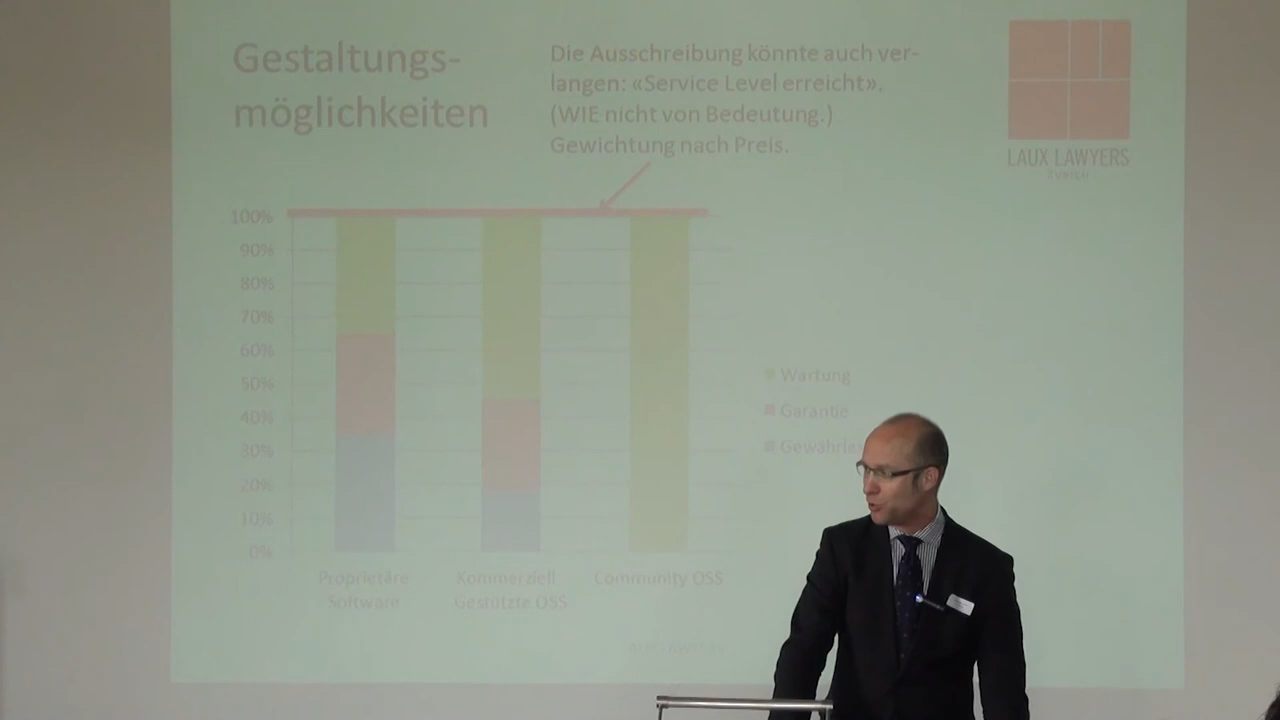 Gestaltungs-
möglichkeiten
Die Ausschreibung könnte auch ver-
langen: «Service Level erreicht».
(WIE nicht von Bedeutung.)
Gewichtung nach Preis.
LAUX LAWYERS
100%
90%
80%
70%
60%
50%
40%
30%
20%
10%
0%
Wartung
Garantie
Gewährle
Proprietäre
Software
Kommerziell
Gestützte OSS
Community OSS